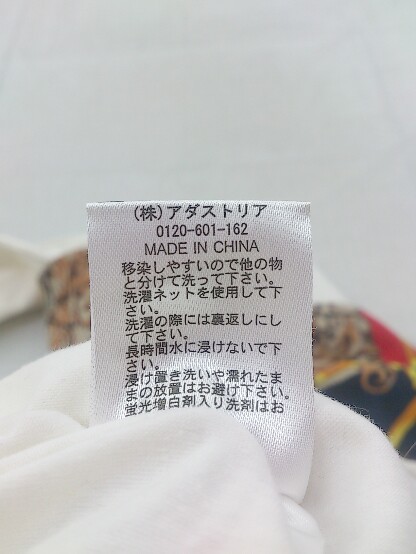 (株)アダストリア
0120-601-162
MADE IN CHINA
移染しやすいので他の物
と分けて洗って下さい。
洗濯ネットを使用して下
さい。
洗濯の際には裏返しにし
て下さい。
長時間水に浸けないで下
さい。
浸け置き洗いや濡れたま
まの放置はお避け下さい。
蛍光増白剤入り洗剤はお